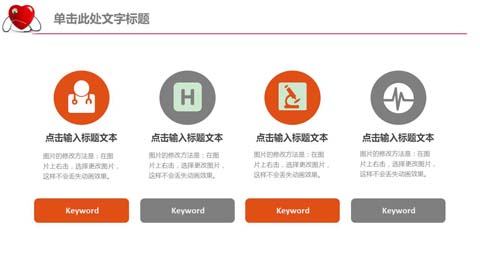 单击此处文字标题
H
点击输入标题文本
图片的修改方法是：在图
片上右击，选择更改图片，
这样不会丢失动画效果。
Keyword
点击输入标题文本
图片的修改方法是：在图
片上右击，选择更改图片，
这样不会丢失动画效果。
Keyword
点击输入标题文本
图片的修改方法是：在图
片上右击，选择更改图片，
这样不会丢失动画效果。
Keyword
点击输入标题文本
图片的修改方法是：在图
片上右击，选择更改图片，
这样不会丢失动画效果。
Keyword